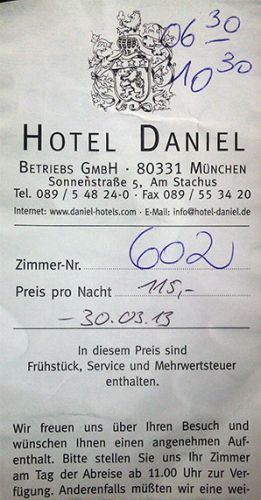 06 30
–
10 30
HOTEL DANIEL
BETRIEBS GMBH · 80331 MÜNCHEN
Sonnenstraße 5, Am Stachus
Tel. 089 / 5 48 24-0 · Fax 089 / 55 34 20
Internet: www.daniel-hotels.com · E-Mail: info@hotel-daniel.de
Zimmer-Nr. 602
Preis pro Nacht 115,-
- 30.03.13
In diesem Preis sind
Frühstück, Service und Mehrwertsteuer
enthalten.
Wir freuen uns über Ihren Besuch und
wünschen Ihnen einen angenehmen Auf-
enthalt. Bitte stellen Sie uns Ihr Zimmer
am Tag der Abreise ab 11.00 Uhr zur Ver-
fügung. Anderenfalls müßten wir eine wei-